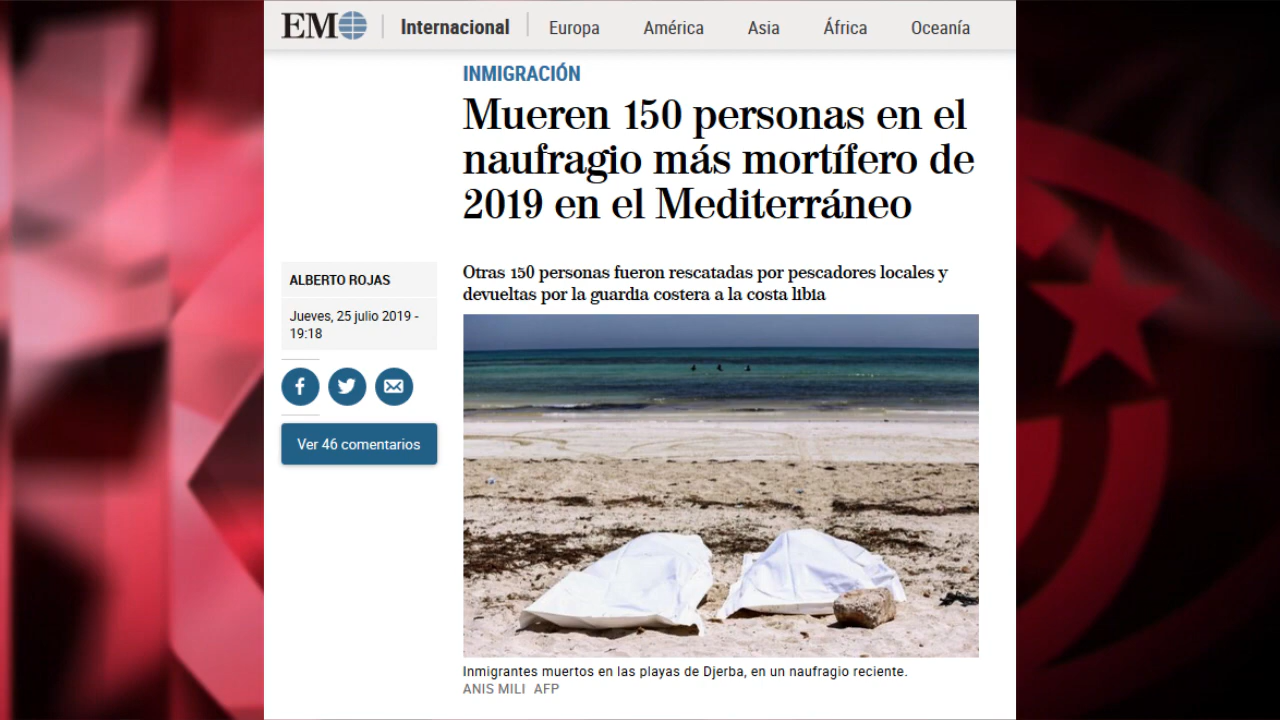 EM
Internacional
Europa
América
Asia
África
Oceanía
INMIGRACIÓN
Mueren 150 personas en el
naufragio más mortífero de
2019 en el Mediterráneo
ALBERTO ROJAS
Jueves, 25 julio 2019 -
19:18
Ver 46 comentarios
Otras 150 personas fueron rescatadas por pescadores locales y
devueltas por la guardia costera a la costa libia
Inmigrantes muertos en las playas de Djerba, en un naufragio reciente.
ANIS MILI AFP